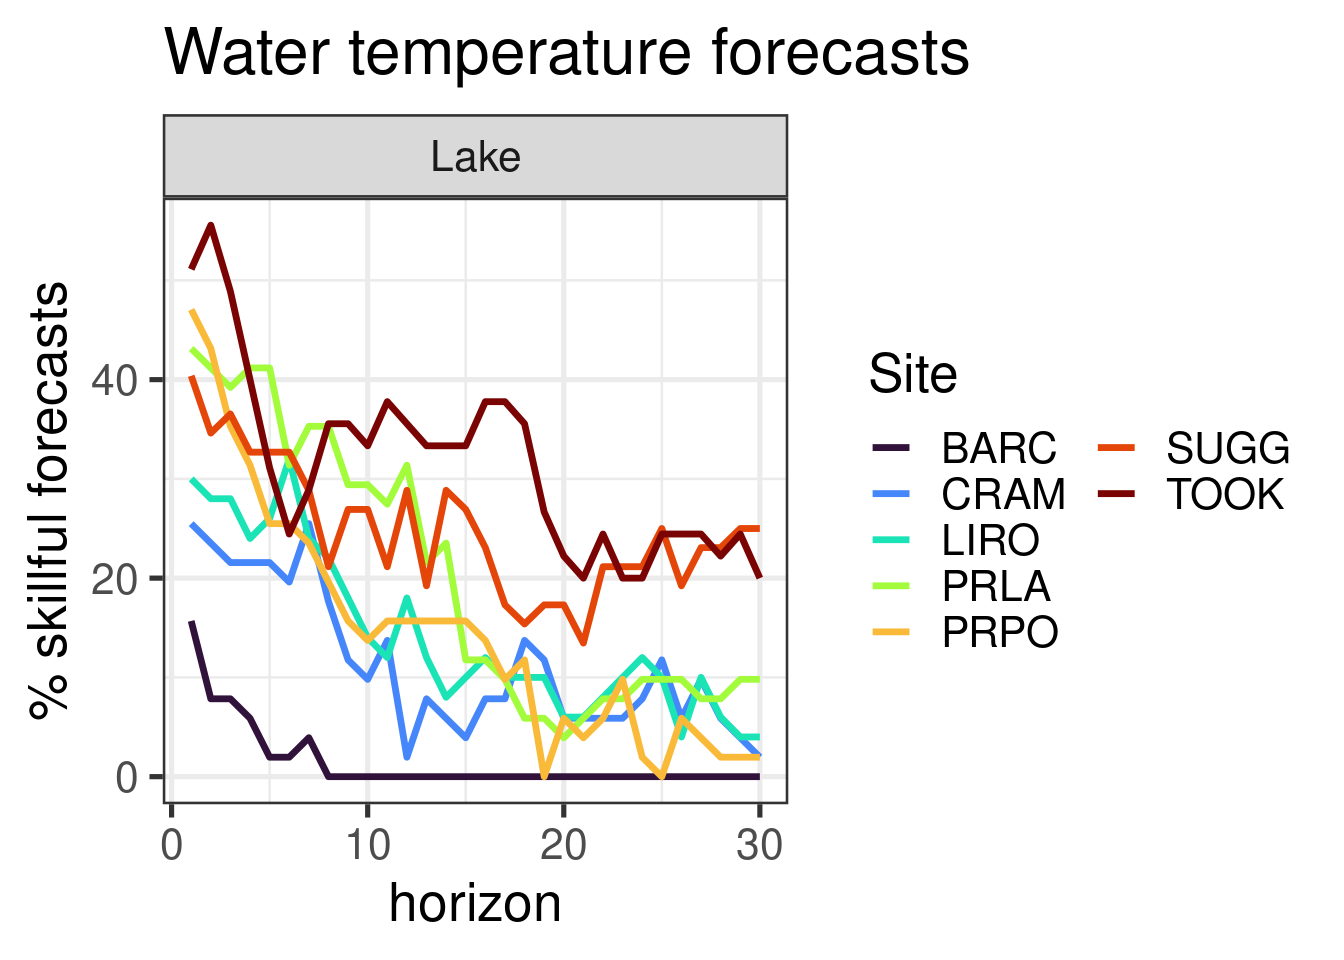 Water temperature forecasts
Lake
% skillful forecasts
40
20
0
0 10 20 30
horizon
Site
BARC
CRAM
LIRO
PRLA
PRPO
SUGG
TOOK